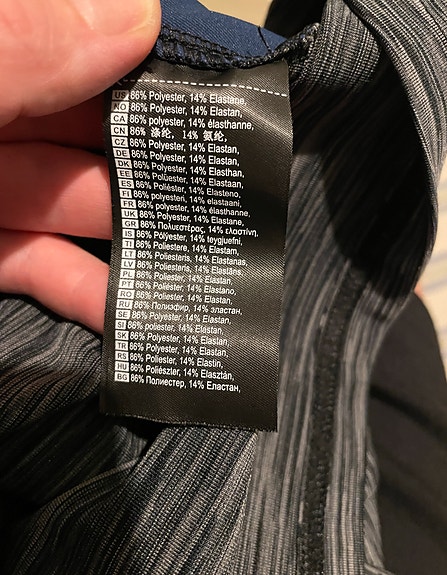 US 86% Polyester, 14% Elastane,
KO 86% Polyester, 14% Elastan,
CA 86% polyester, 14% élasthanne,
CN 86% 涤纶, 14% 氨纶,
CZ 86% Polyester, 14% Elastan,
DE 86% Polyester, 14% Elastan,
DK 86% Polyester, 14% Elasthan,
EE 86% Polüester, 14% Elastaan,
ES 86% Poliéster, 14% Elasteno,
FI 86% polyesteri, 14% elastaani,
FR 86% polyester, 14% élasthanne,
UK 86% Polyester, 14% Elastane,
GR 86% Πολυεστέρας, 14% ελαστίνη,
IS 86% Pólýester, 14% teygjuefni,
TI 86% Poliestere, 14% Elastam,
LT 86% Poliesteris, 14% Elastanas,
LV 86% Poliesteris, 14% Elastāns,
PL 86% Poliester, 14% Elastan,
PT 86% Poliéster, 14% Elastano,
RO 86% Poliester, 14% Elastan,
RU 86% Полиэфир, 14% эластан,
SE 86% Polyester, 14% Elastan,
SI 86% poliester, 14% Elastan,
SK 86% Polyester, 14% Elastan,
TR 86% Polyester, 14% Elastan,
RS 86% Poliester, 14% Elastin,
HU 86% Poliészter, 14% Elasztán,
BG 86% Полиестер, 14% Еластан,